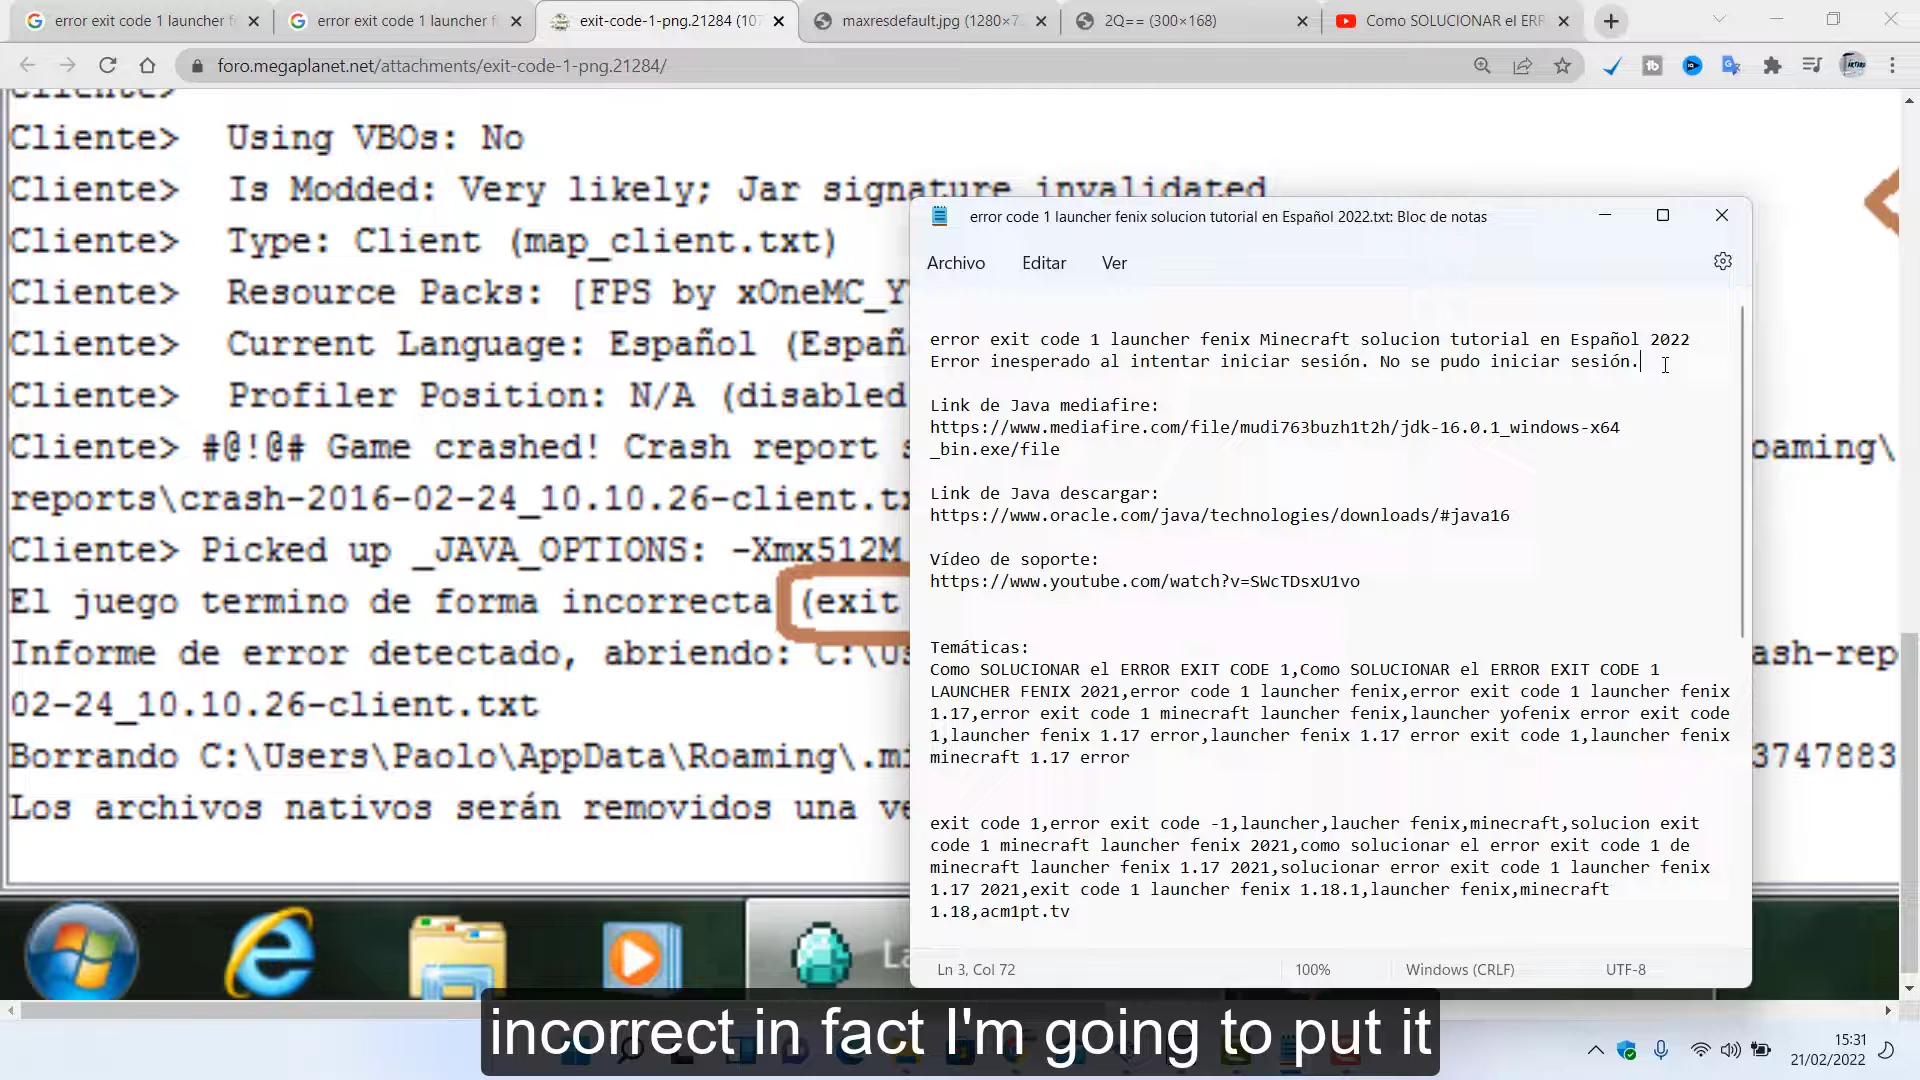 error exit code 1 launcher f
error exit code 1 launcher f
exit-code-1-png.21284 (107
maxresdefault.jpg (1280×7
2Q== (300×168)
Como SOLUCIONAR el ERR
foro.megaplanet.net/attachments/exit-code-1-png.21284/
Cliente>
Cliente> Using VBOs: No
Cliente> Is Modded: Very likely; Jar signature invalidated
Cliente> Type: Client (map_client.txt)
Cliente> Resource Packs: [FPS by xOneMC_Y
Cliente> Current Language: Español (Españ
Cliente> Profiler Position: N/A (disabled
Cliente> #@!@# Game crashed! Crash report s
oaming\
reports\crash-2016-02-24_10.10.26-client.tx
Cliente> Picked up _JAVA_OPTIONS: -Xmx512M
El juego termino de forma incorrecta (exit
Informe de error detectado, abriendo: C:\Us
ash-rep
02-24_10.10.26-client.txt
Borrando C:\Users\Paolo\AppData\Roaming\.mi
3747883
Los archivos nativos serán removidos una ve
La
error code 1 launcher fenix solucion tutorial en Español 2022.txt: Bloc de notas
Archivo Editar Ver
error exit code 1 launcher fenix Minecraft solucion tutorial en Español 2022
Error inesperado al intentar iniciar sesión. No se pudo iniciar sesión.
Link de Java mediafire:
https://www.mediafire.com/file/mudi763buzh1t2h/jdk-16.0.1_windows-x64
_bin.exe/file
Link de Java descargar:
https://www.oracle.com/java/technologies/downloads/#java16
Vídeo de soporte:
https://www.youtube.com/watch?v=SWcTDsxU1vo
Temáticas:
Como SOLUCIONAR el ERROR EXIT CODE 1,Como SOLUCIONAR el ERROR EXIT CODE 1
LAUNCHER FENIX 2021,error code 1 launcher fenix,error exit code 1 launcher fenix
1.17,error exit code 1 minecraft launcher fenix,launcher yofenix error exit code
1,launcher fenix 1.17 error,launcher fenix 1.17 error exit code 1,launcher fenix
minecraft 1.17 error
exit code 1,error exit code -1,launcher,laucher fenix,minecraft,solucion exit
code 1 minecraft launcher fenix 2021,como solucionar el error exit code 1 de
minecraft launcher fenix 1.17 2021,solucionar error exit code 1 launcher fenix
1.17 2021,exit code 1 launcher fenix 1.18.1,launcher fenix,minecraft
1.18,acm1pt.tv
Ln 3, Col 72
100%
Windows (CRLF)
UTF-8
incorrect in fact I'm going to put it
15:31
21/02/2022